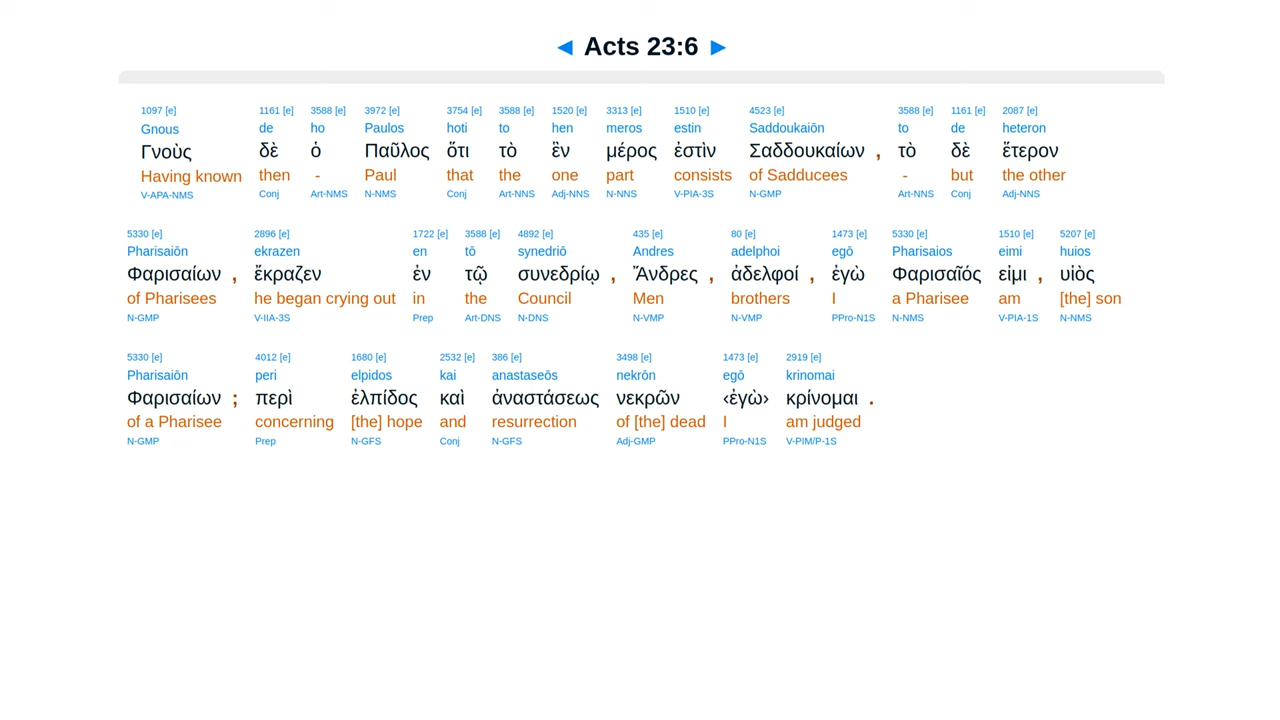 ◄ Acts 23:6 ►
1097 [e] 1161 [e] 3588 [e] 3972 [e] 3754 [e] 3588 [e] 1520 [e] 3313 [e] 1510 [e] 4523 [e] 3588 [e] 1161 [e] 2087 [e]
Gnous de ho Paulos hoti to hen meros estin Saddoukaiōn to de heteron
Γνοὺς δὲ ὁ Παῦλος ὅτι τὸ ἓν μέρος ἐστὶν Σαδδουκαίων , τὸ δὲ ἕτερον
Having known then - Paul that the one part consists of Sadducees - but the other
V-APA-NMS Conj Art-NMS N-NMS Conj Art-NNS Adj-NNS N-NNS V-PIA-3S N-GMP Art-NNS Conj Adj-NNS
5330 [e] 2896 [e] 1722 [e] 3588 [e] 4892 [e] 435 [e] 80 [e] 1473 [e] 5330 [e] 1510 [e] 5207 [e]
Pharisaiōn ekrazen en tō synedriō Andres adelphoi egō Pharisaios eimi huios
Φαρισαίων , ἔκραζεν ἐν τῷ συνεδρίῳ , Ἄνδρες , ἀδελφοί , ἐγὼ Φαρισαῖός εἰμι , υἱὸς
of Pharisees he began crying out in the Council Men brothers I a Pharisee am [the] son
N-GMP V-IIA-3S Prep Art-DNS N-DNS N-VMP N-VMP PPro-N1S N-NMS V-PIA-1S N-NMS
5330 [e] 4012 [e] 1680 [e] 2532 [e] 386 [e] 3498 [e] 1473 [e] 2919 [e]
Pharisaiōn peri elpidos kai anastaseōs nekrōn egō krinomai
Φαρισαίων ; περὶ ἐλπίδος καὶ ἀναστάσεως νεκρῶν ‹ἐγὼ› κρίνομαι .
of a Pharisee concerning [the] hope and resurrection of [the] dead I am judged
N-GMP Prep N-GFS Conj N-GFS Adj-GMP PPro-N1S V-PIM/P-1S